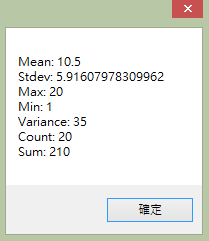 Mean: 10.5
Stdev: 5.91607978309962
Max: 20
Min: 1
Variance: 35
Count: 20
Sum: 210
確定